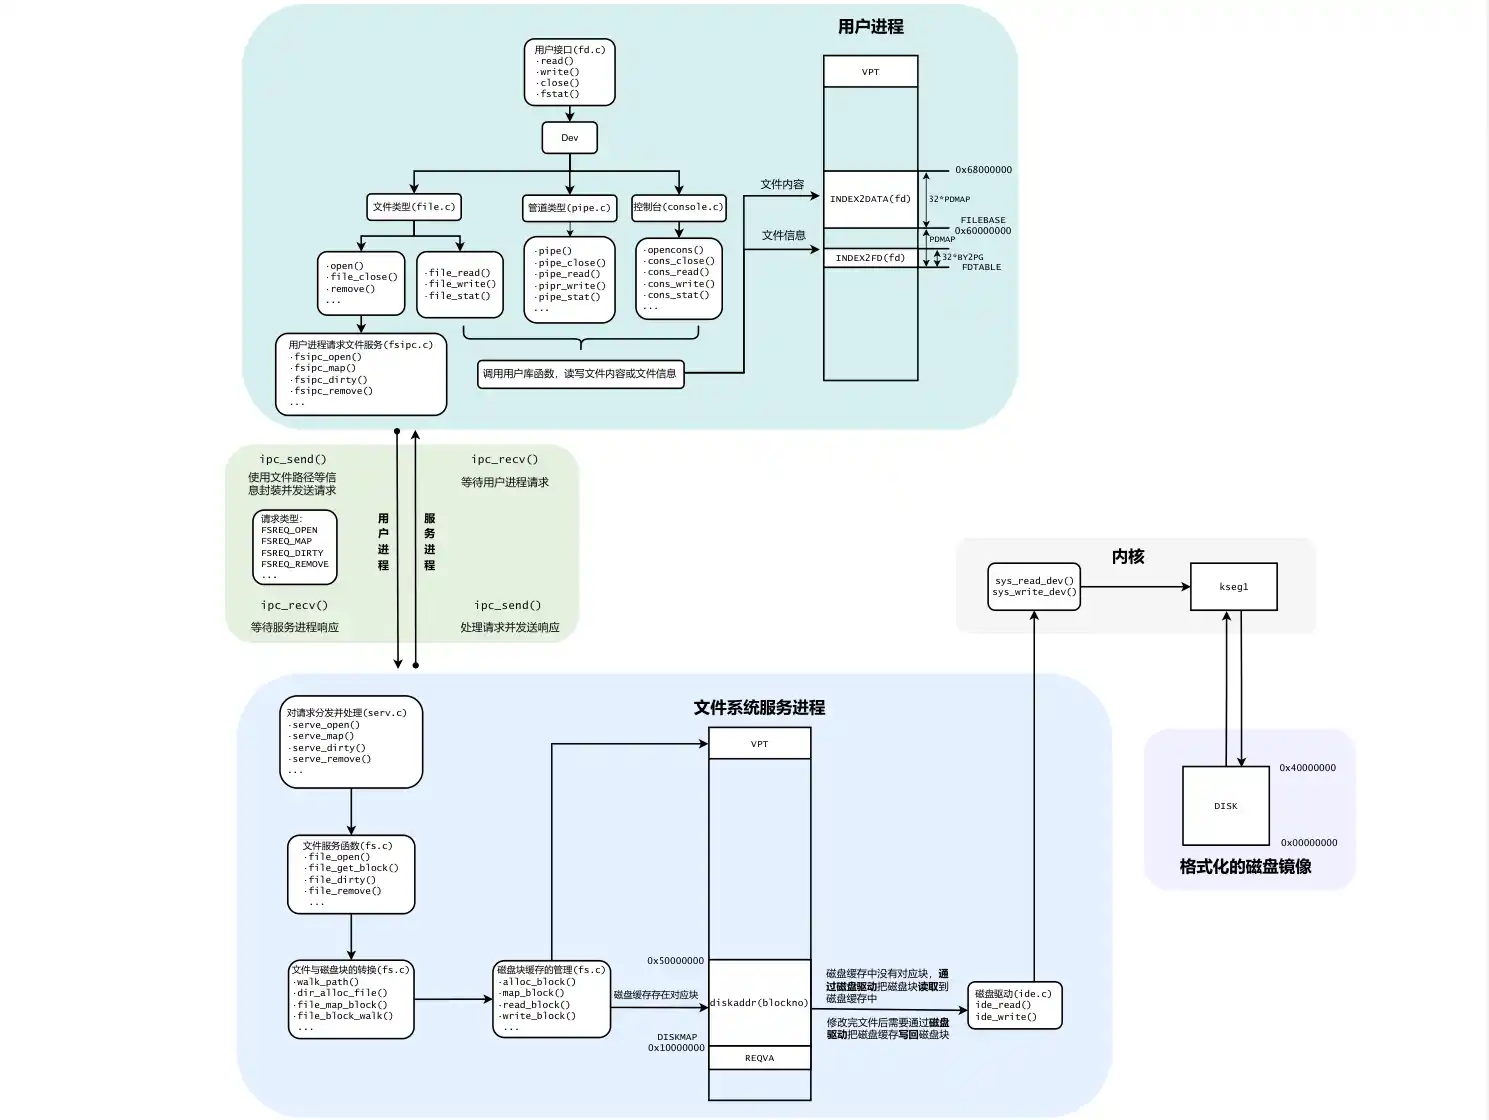 用户进程
用户接口(fd.c)
·read()
·write()
·close()
·fstat()
Dev
文件类型(file.c)
管道类型(pipe.c)
控制台(console.c)
·open()
·file_close()
·remove()
...
·file_read()
·file_write()
·file_stat()
·pipe()
·pipe_close()
·pipe_read()
·pipr_write()
·pipe_stat()
...
·opencons()
·cons_close()
·cons_read()
·cons_write()
·cons_stat()
...
用户进程请求文件服务(fsipc.c)
·fsipc_open()
·fsipc_map()
·fsipc_dirty()
·fsipc_remove()
...
调用用户库函数，读写文件内容或文件信息
文件内容
文件信息
VPT
INDEX2DATA(fd)
INDEX2FD(fd)
0x68000000
32*PDMAP
FILEBASE
0x60000000
PDMAP
32*BY2PG
FDTABLE
ipc_send()
使用文件路径等信
息封装并发送请求
请求类型：
FSREQ_OPEN
FSREQ_MAP
FSREQ_DIRTY
FSREQ_REMOVE
...
ipc_recv()
等待服务进程响应
用户进程
服务进程
ipc_recv()
等待用户进程请求
ipc_send()
处理请求并发送响应
内核
sys_read_dev()
sys_write_dev()
kseg1
DISK
0x40000000
0x00000000
格式化的磁盘镜像
文件系统服务进程
对请求分发并处理(serv.c)
·serve_open()
·serve_map()
·serve_dirty()
·serve_remove()
...
文件服务函数(fs.c)
·file_open()
·file_get_block()
·file_dirty()
·file_remove()
...
文件与磁盘块的转换(fs.c)
·walk_path()
·dir_alloc_file()
·file_map_block()
·file_block_walk()
...
磁盘块缓存的管理(fs.c)
·alloc_block()
·map_block()
·read_block()
·write_block()
...
磁盘缓存存在对应块
VPT
0x50000000
diskaddr(blockno)
DISKMAP
0x10000000
REQVA
磁盘缓存中没有对应块，通
过磁盘驱动把磁盘块读取到
磁盘缓存中
修改完文件后需要通过磁盘
驱动把磁盘缓存写回磁盘块
磁盘驱动(ide.c)
ide_read()
ide_write()